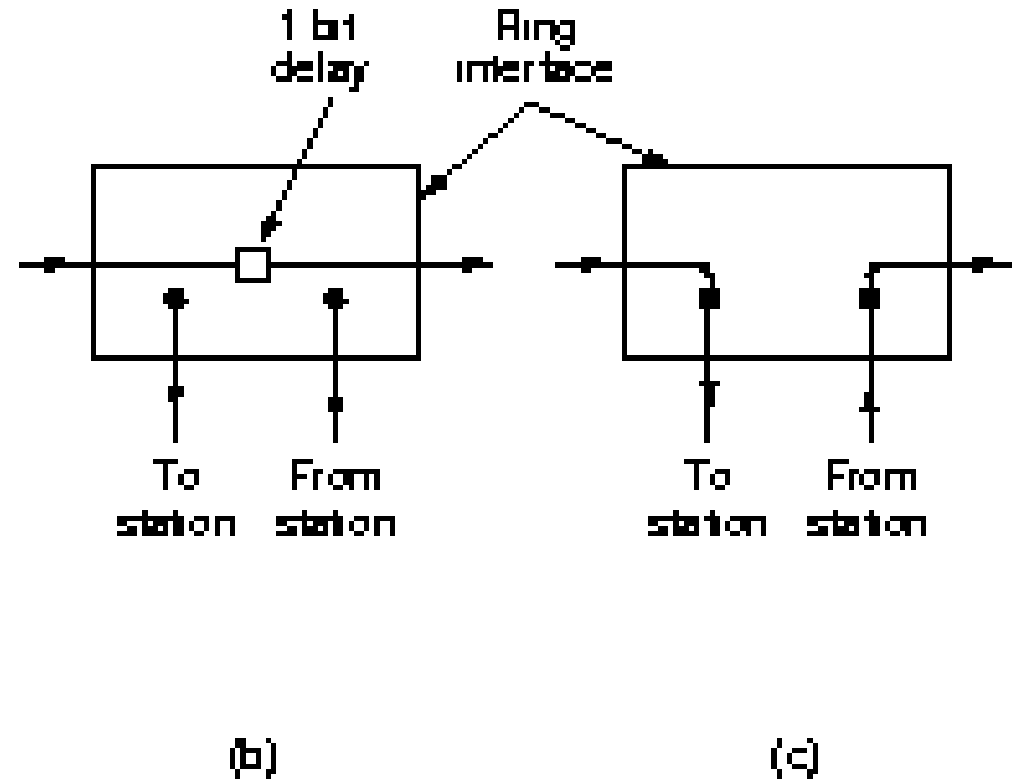 1 bit
delay
Ring
interface
To
station
From
station
To
station
From
station
(b)
(c)